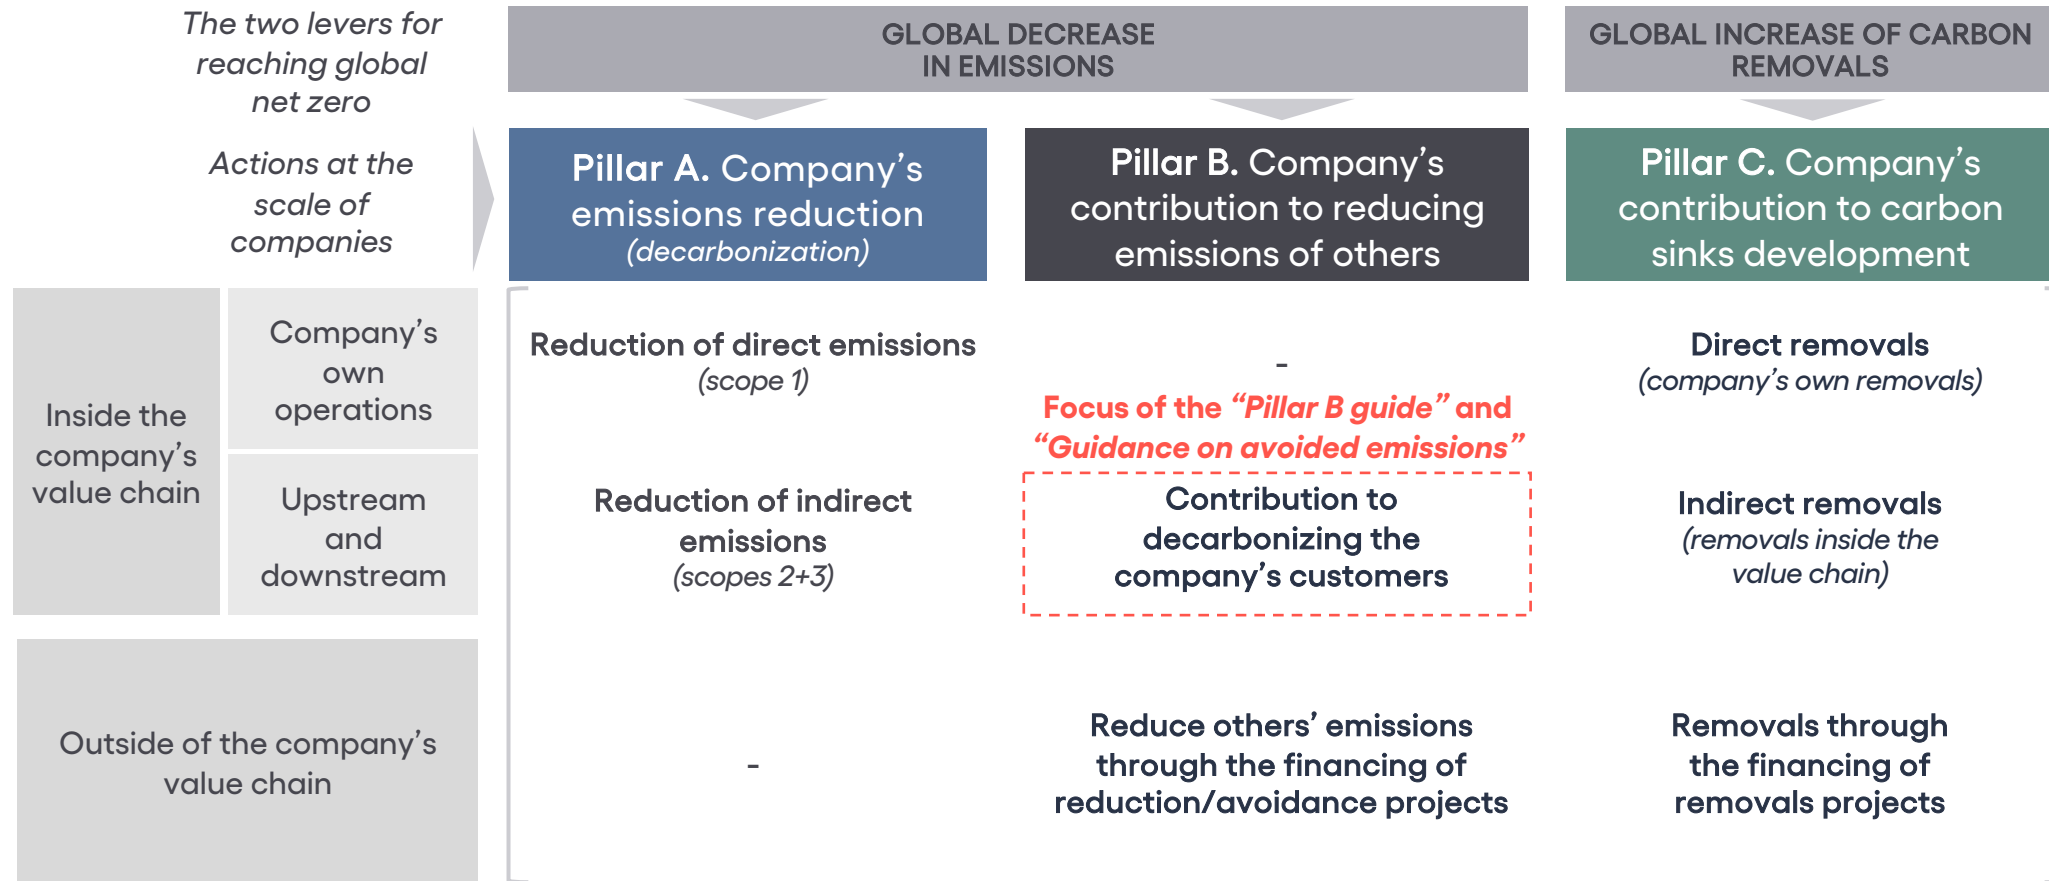 The two levers for
reaching global
net zero
GLOBAL DECREASE
IN EMISSIONS
GLOBAL INCREASE OF CARBON
REMOVALS
Actions at the
scale of
companies
Pillar A. Company’s
emissions reduction
(decarbonization)
Pillar B. Company’s
contribution to reducing
emissions of others
Pillar C. Company’s
contribution to carbon
sinks development
Inside the
company’s
value chain
Company’s
own
operations
Reduction of direct emissions
(scope 1)
-
Direct removals
(company’s own removals)
Focus of the “Pillar B guide” and
“Guidance on avoided emissions”
Upstream
and
downstream
Reduction of indirect
emissions
(scopes 2+3)
Contribution to
decarbonizing the
company’s customers
Indirect removals
(removals inside the
value chain)
Outside of the company’s
value chain
-
Reduce others’ emissions
through the financing of
reduction/avoidance projects
Removals through
the financing of
removals projects